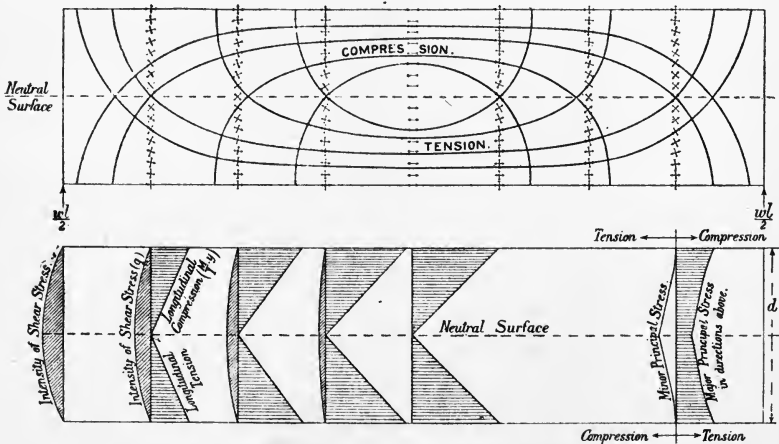 COMPRESSION.
Neutral
Surface
TENSION.
wl
2
wl
2
Tension
Compression
Intensity of Shear Stress
Intensity of Shear Stress (q)
Longitudinal
Compression (M/I y)
Longitudinal
Tension
Neutral Surface
Minor Principal Stress.
Major Principal Stress
in directions above.
d
Compression
Tension